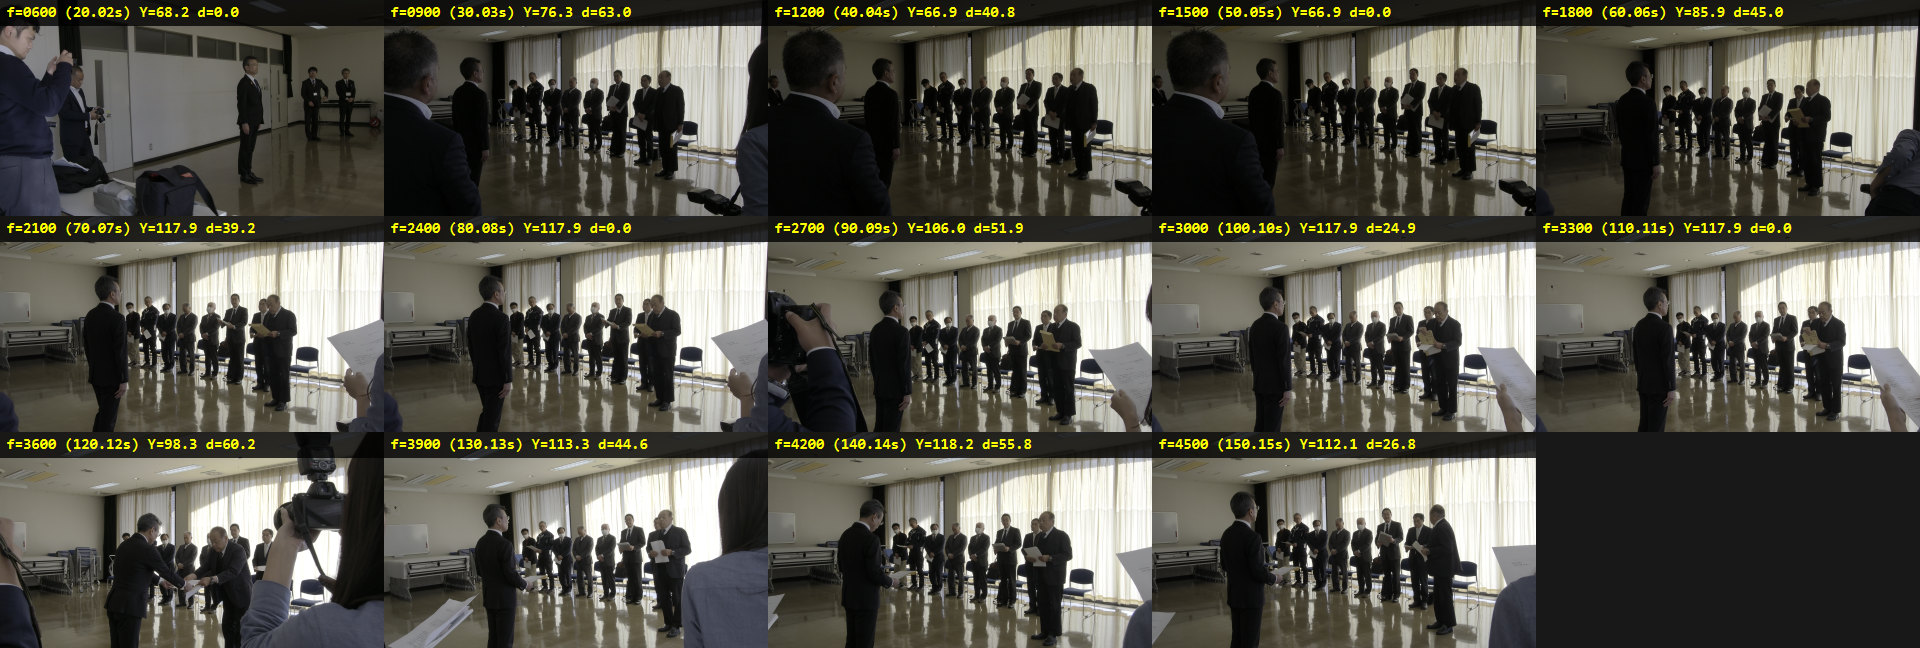 f=0600 (20.02s) Y=68.2 d=0.0
f=0900 (30.03s) Y=76.3 d=63.0
f=1200 (40.04s) Y=66.9 d=40.8
f=1500 (50.05s) Y=66.9 d=0.0
f=1800 (60.06s) Y=85.9 d=45.0
f=2100 (70.07s) Y=117.9 d=39.2
f=2400 (80.08s) Y=117.9 d=0.0
f=2700 (90.09s) Y=106.0 d=51.9
f=3000 (100.10s) Y=117.9 d=24.9
f=3300 (110.11s) Y=117.9 d=0.0
f=3600 (120.12s) Y=98.3 d=60.2
f=3900 (130.13s) Y=113.3 d=44.6
f=4200 (140.14s) Y=118.2 d=55.8
f=4500 (150.15s) Y=112.1 d=26.8